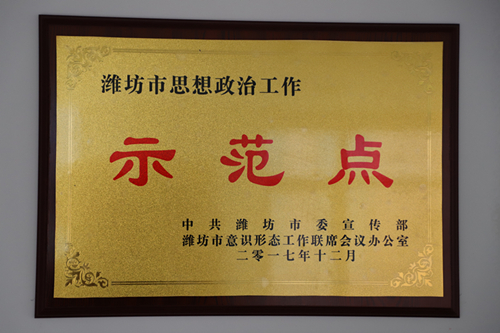 潍坊市思想政治工作
示范点
中共潍坊市委宣传部
潍坊市意识形态工作联席会议办公室
二零一七年十二月